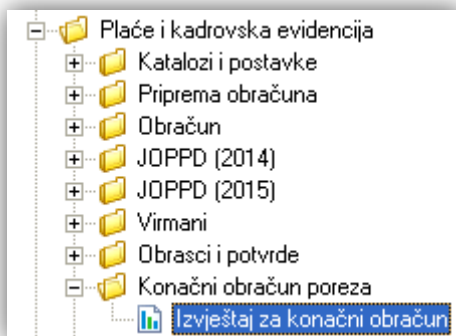 Plaće i kadrovska evidencija
Katalozi i postavke
Priprema obračuna
Obračun
JOPPD (2014)
JOPPD (2015)
Virmani
Obrasci i potvrde
Konačni obračun poreza
Izvještaj za konačni obračun